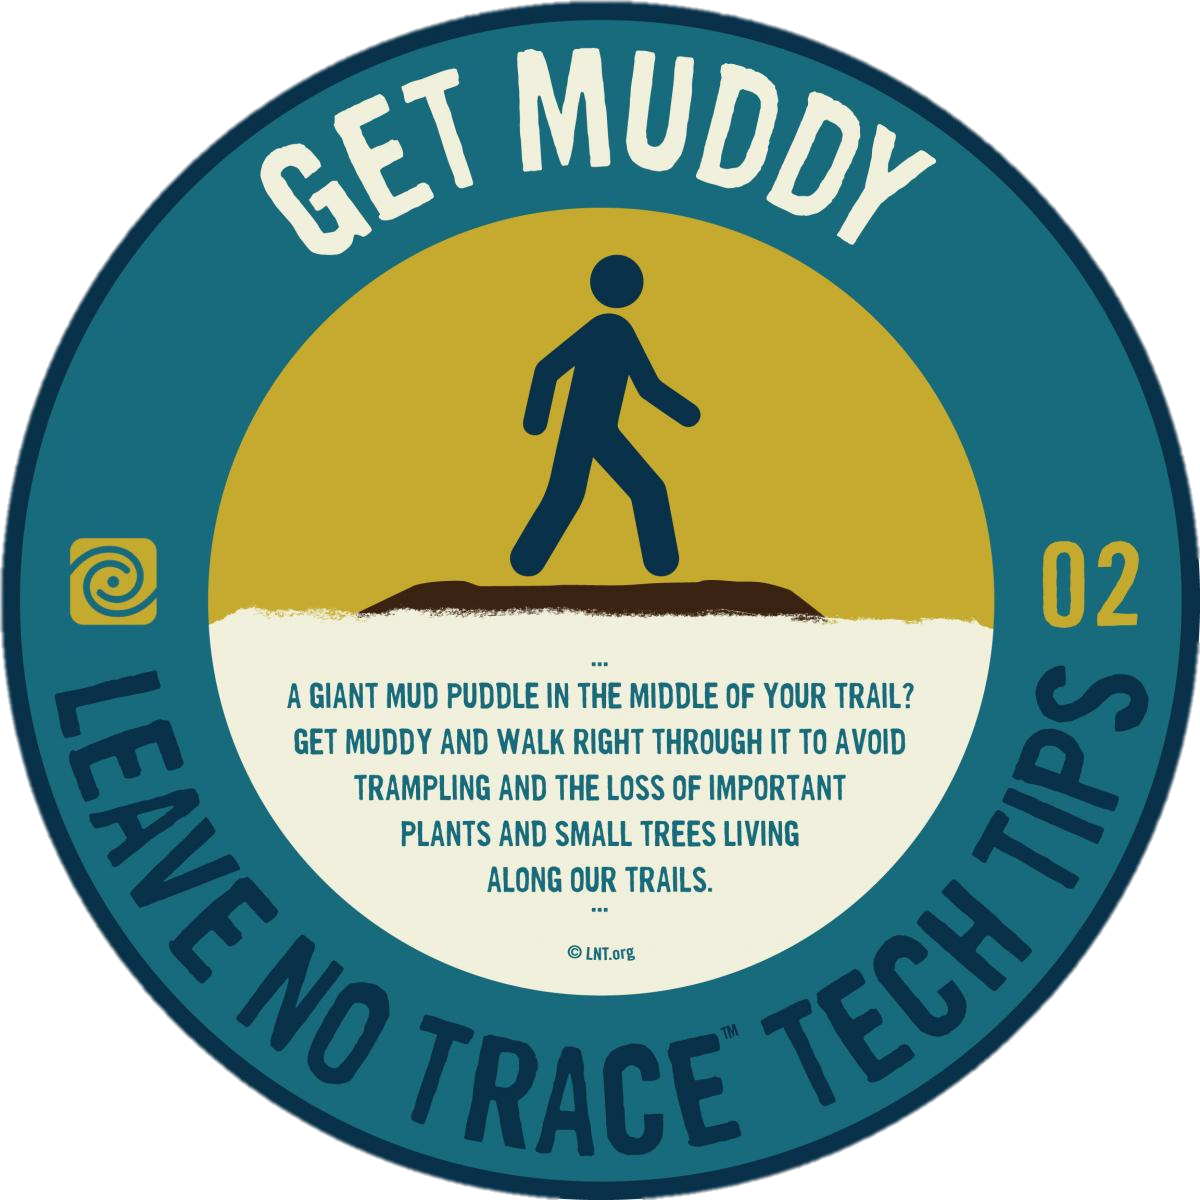 GET MUDDY
02
...
A GIANT MUD PUDDLE IN THE MIDDLE OF YOUR TRAIL?
GET MUDDY AND WALK RIGHT THROUGH IT TO AVOID
TRAMPLING AND THE LOSS OF IMPORTANT
PLANTS AND SMALL TREES LIVING
ALONG OUR TRAILS.
...
© LNT.org
LEAVE NO TRACE™ TECH TIPS